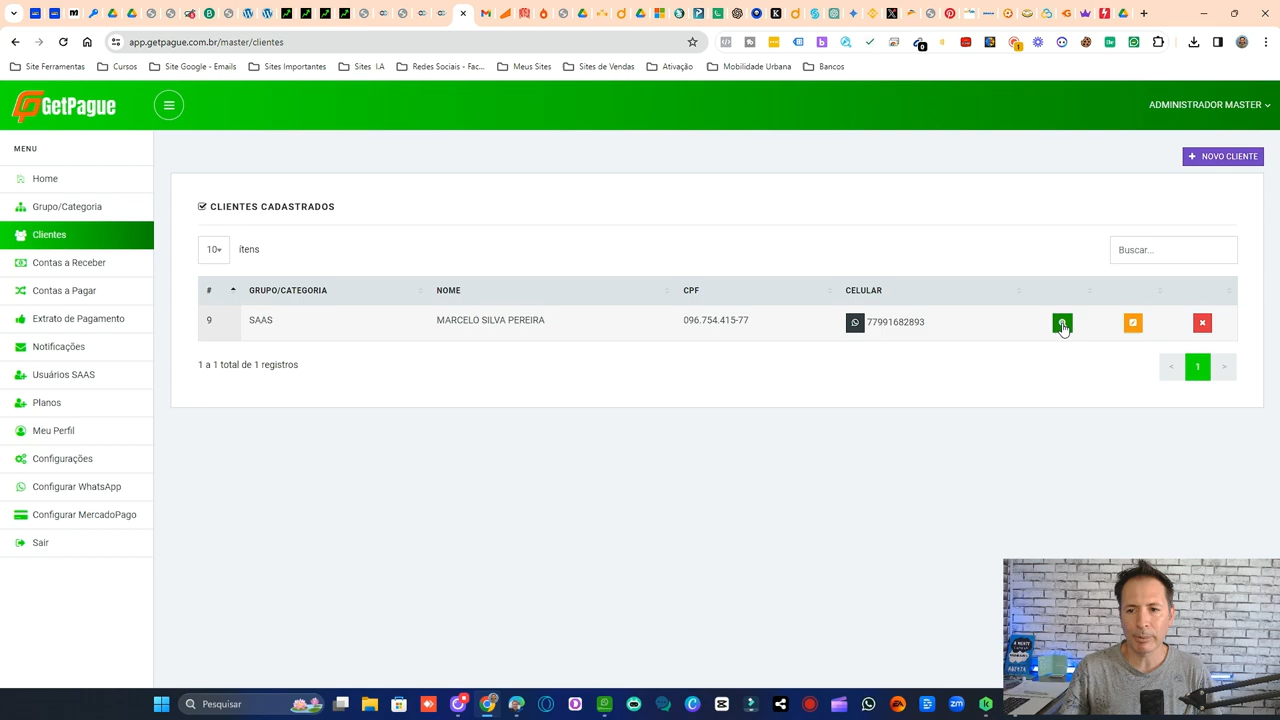 app.getpague.com.br/master/clientes
Site Ferramentas
Cursos
Site Google - Emails
Sites Importantes
Sites I.A
Redes Sociais - Fac...
Meus Sites
Sites de Vendas
Ativação
Mobilidade Urbana
Bancos
GetPague
ADMINISTRADOR MASTER
MENU
Home
Grupo/Categoria
Clientes
Contas a Receber
Contas a Pagar
Extrato de Pagamento
Notificações
Usuários SAAS
Planos
Meu Perfil
Configurações
Configurar WhatsApp
Configurar MercadoPago
Sair
+ NOVO CLIENTE
CLIENTES CADASTRADOS
10 ítens
Buscar...
# GRUPO/CATEGORIA NOME CPF CELULAR
9 SAAS MARCELO SILVA PEREIRA 096.754.415-77 77991682893
1 a 1 total de 1 registros
< 1 >
Pesquisar